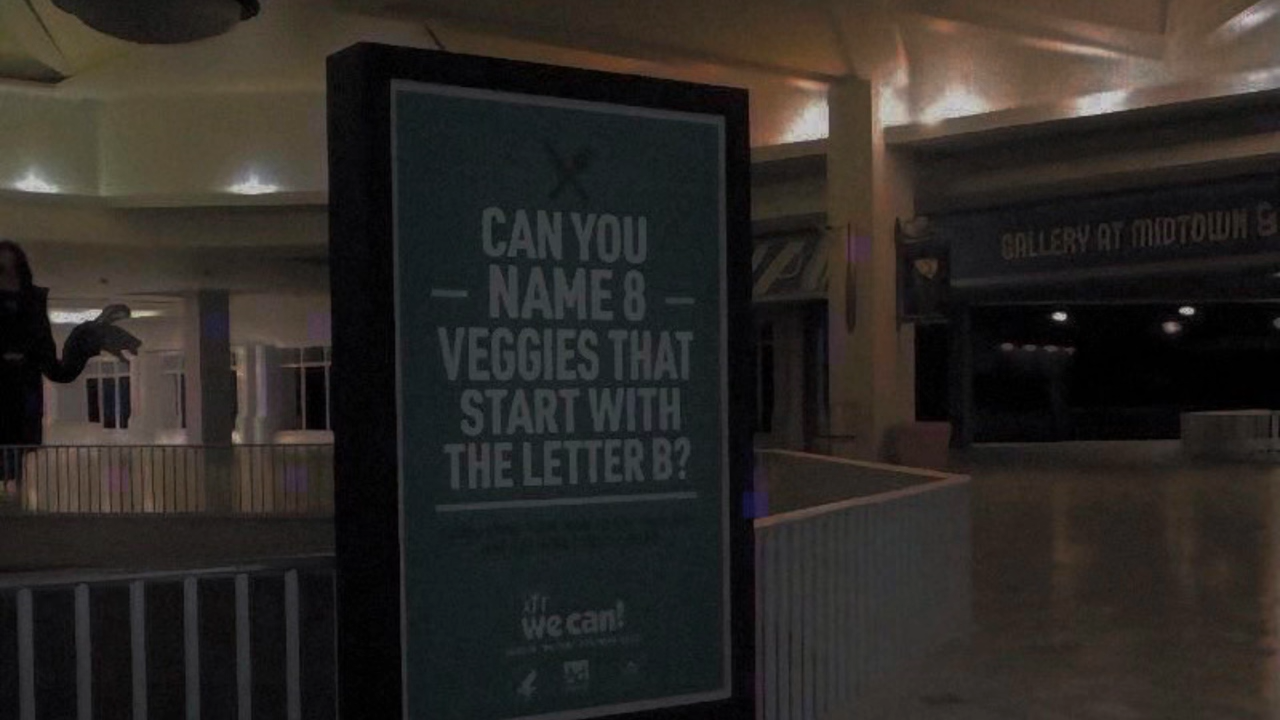 CAN YOU
NAME 8
VEGGIES THAT
START WITH
THE LETTER B?
we can!
GALLERY AT MIDTOWN &